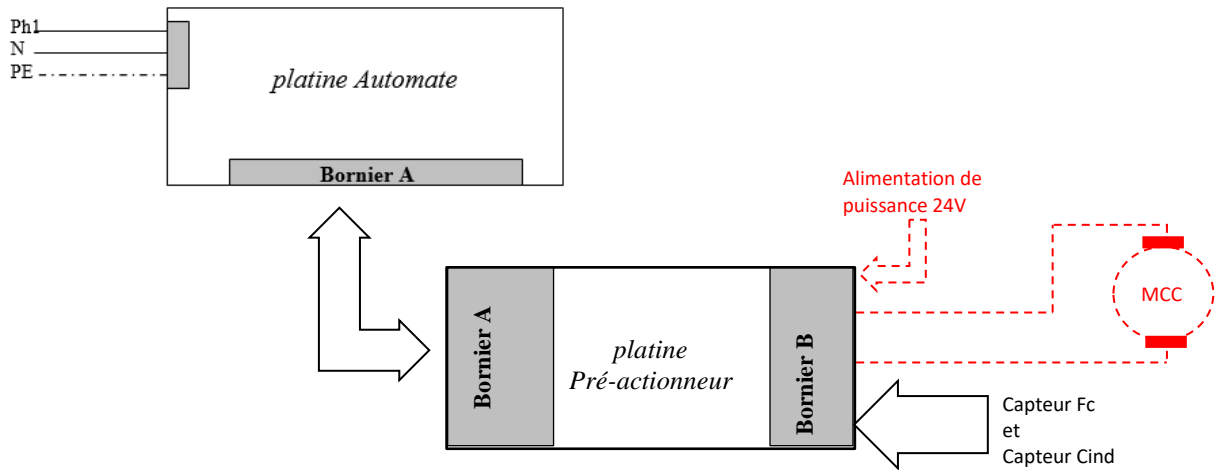 Ph1
N
PE
platine Automate
Bornier A
Alimentation de
puissance 24V
MCC
Bornier A
platine
Pré-actionneur
Bornier B
Capteur Fc
et
Capteur Cind